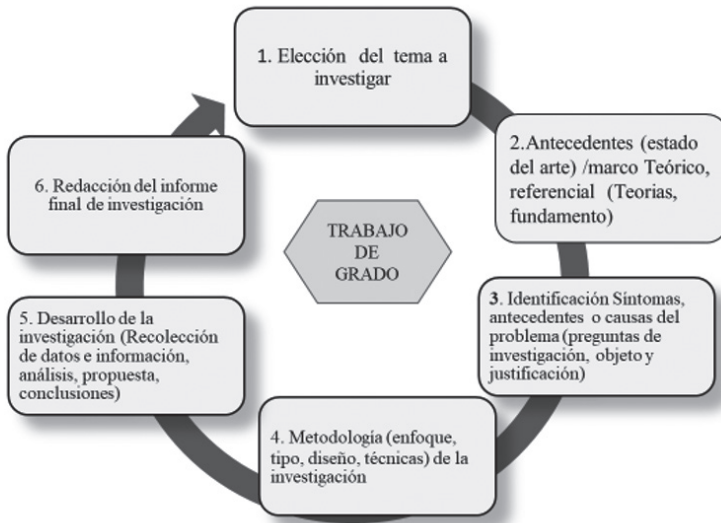 1. Elección del tema a
investigar
2.Antecedentes (estado
del arte) /marco Teórico,
referencial (Teorias,
fundamento)
3. Identificación Síntomas,
antecedentes o causas del
problema (preguntas de
investigación, objeto y
justificación)
4. Metodología (enfoque,
tipo, diseño, técnicas) de la
investigación
5. Desarrollo de la
investigación (Recolección
de datos e información,
análisis, propuesta,
conclusiones)
6. Redacción del informe
final de investigación
TRABAJO
DE
GRADO